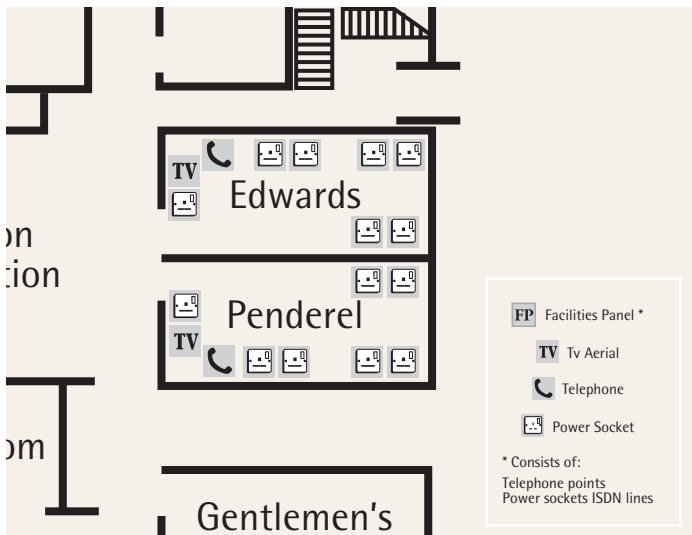 TV
Edwards
on
tion
Penderel
TV
om
Gentlemen's
FP Facilities Panel *
TV Tv Aerial
Telephone
Power Socket
* Consists of:
Telephone points
Power sockets ISDN lines